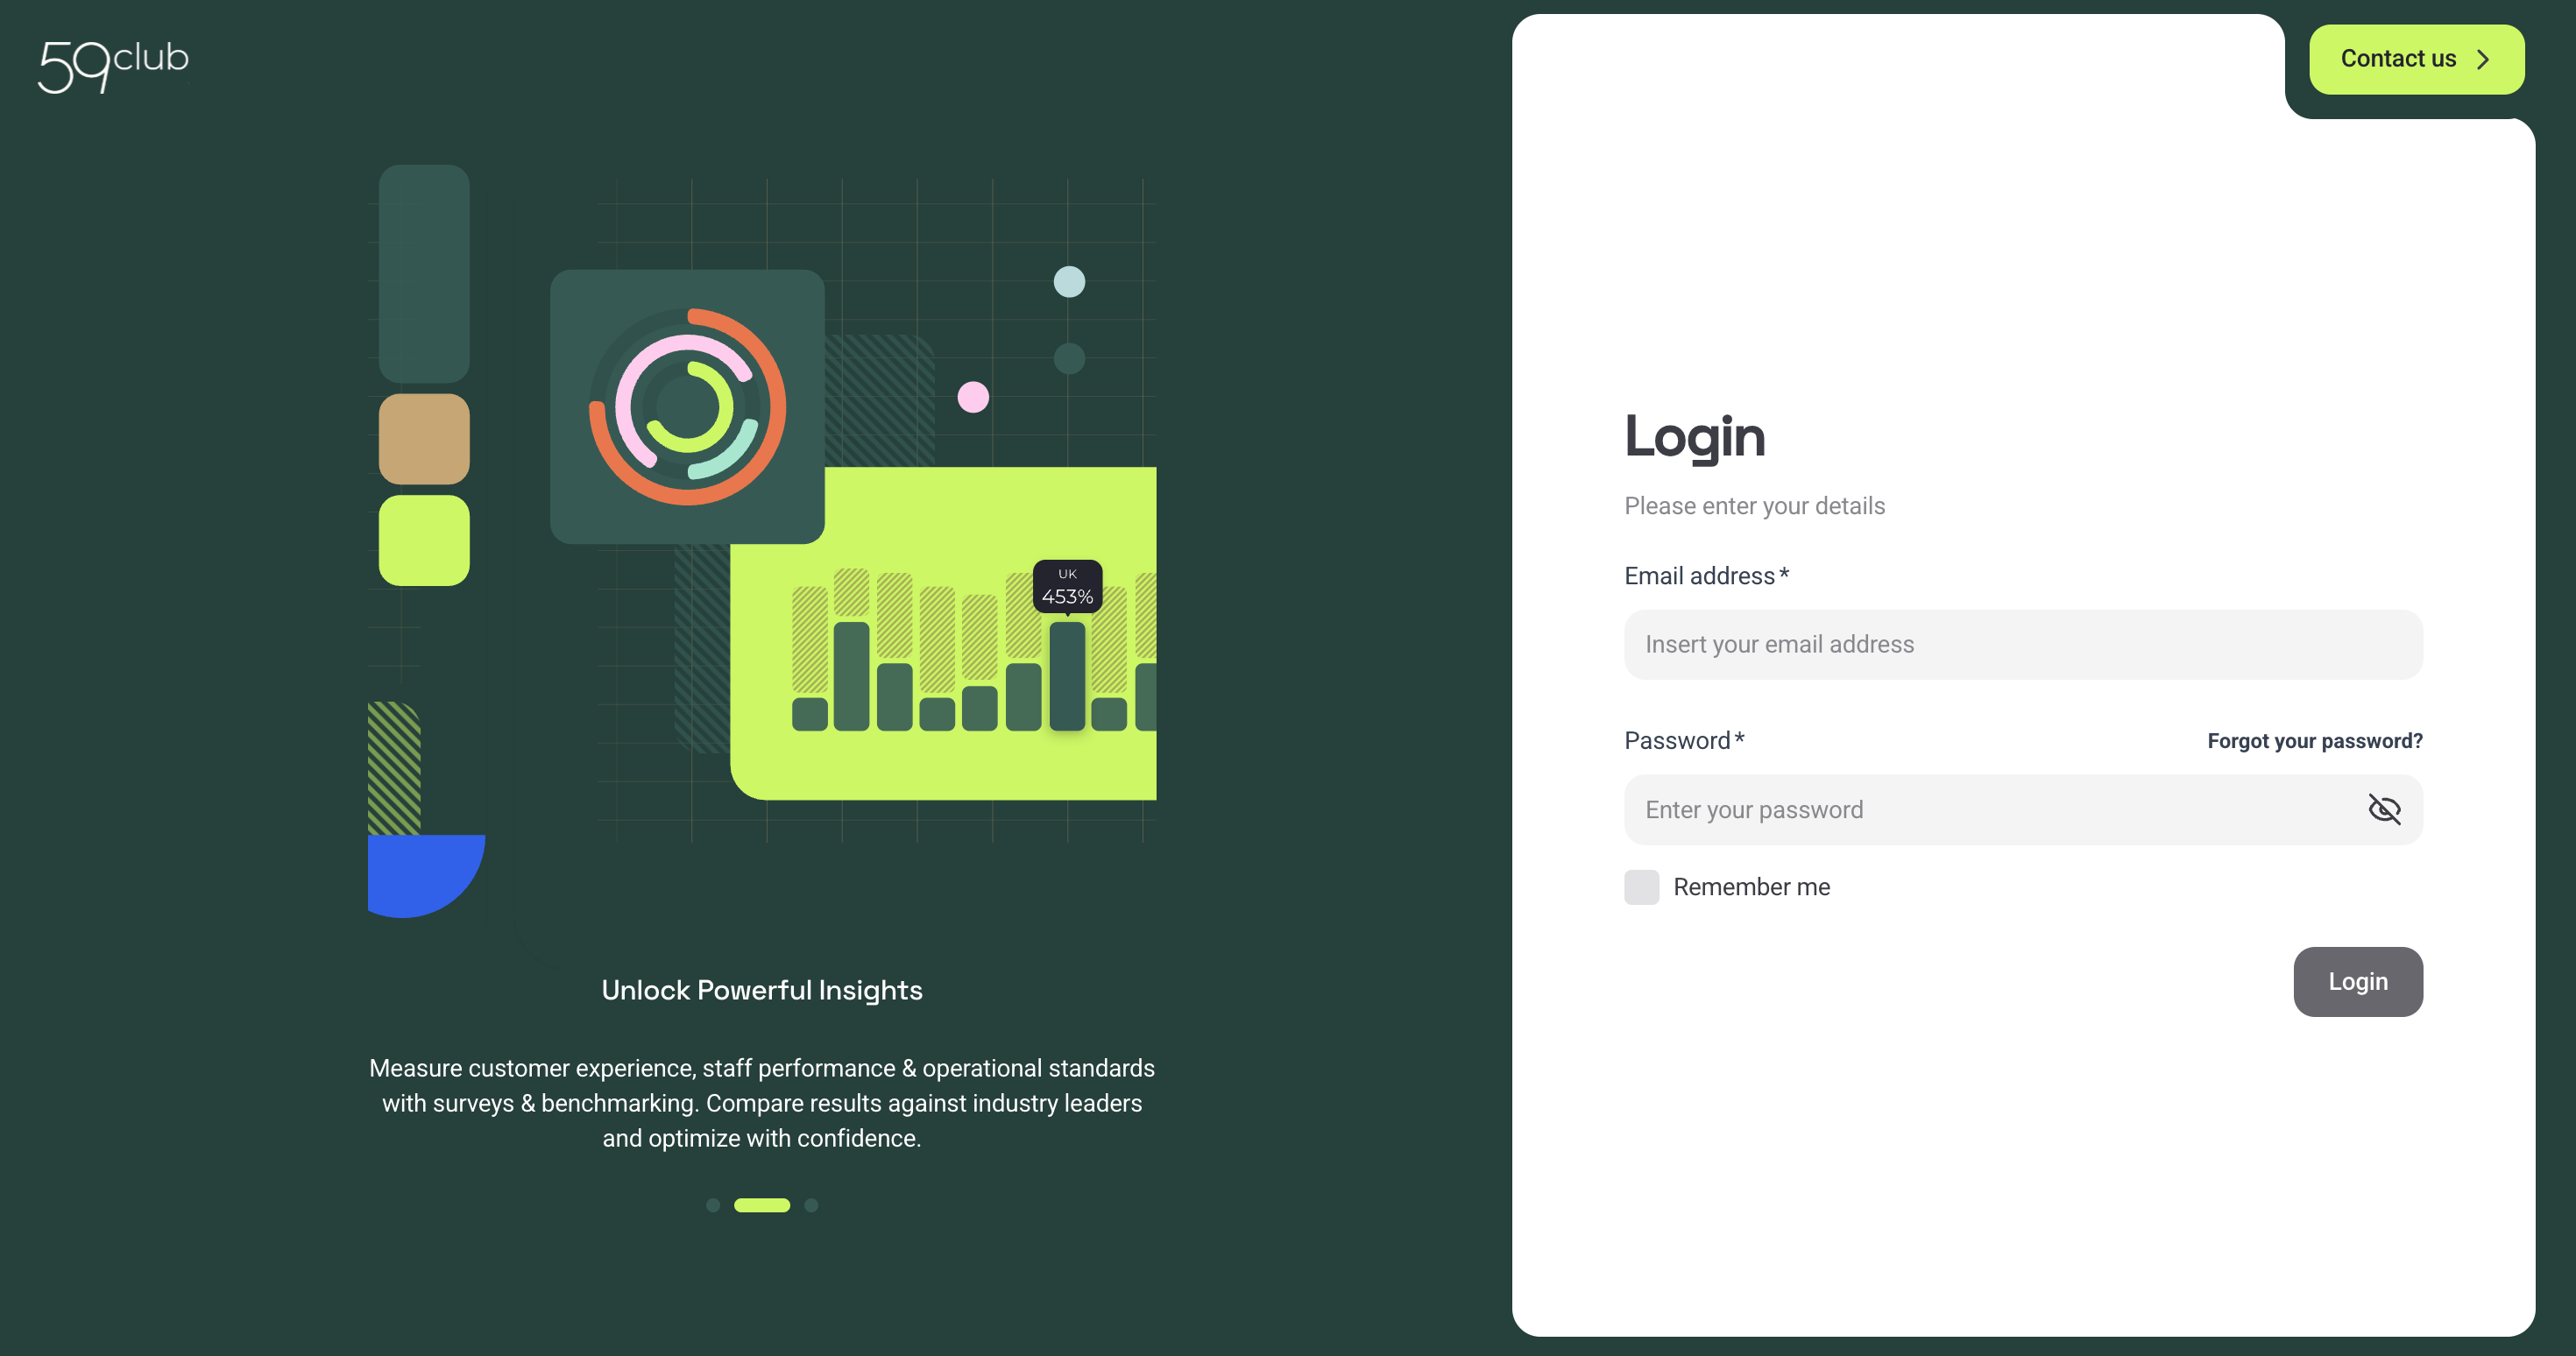 59club
Contact us
UK
453%
Unlock Powerful Insights
Measure customer experience, staff performance & operational standards
with surveys & benchmarking. Compare results against industry leaders
and optimize with confidence.
Login
Please enter your details
Email address*
Insert your email address
Password*
Forgot your password?
Enter your password
Remember me
Login